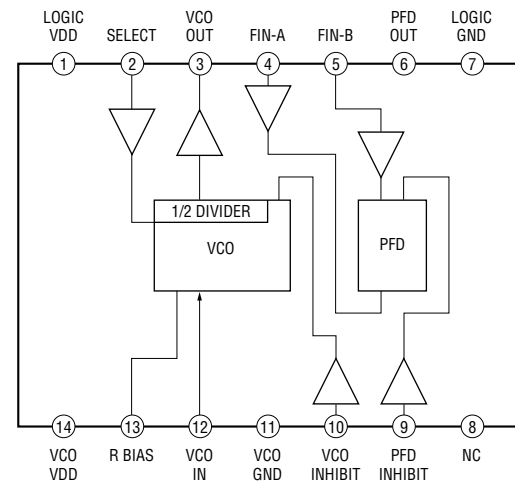 LOGIC VDD
SELECT
VCO OUT
FIN-A
FIN-B
PFD OUT
LOGIC GND
1
2
3
4
5
6
7
1/2 DIVIDER
VCO
PFD
14
13
12
11
10
9
8
VCO VDD
R BIAS
VCO IN
VCO GND
VCO INHIBIT
PFD INHIBIT
NC